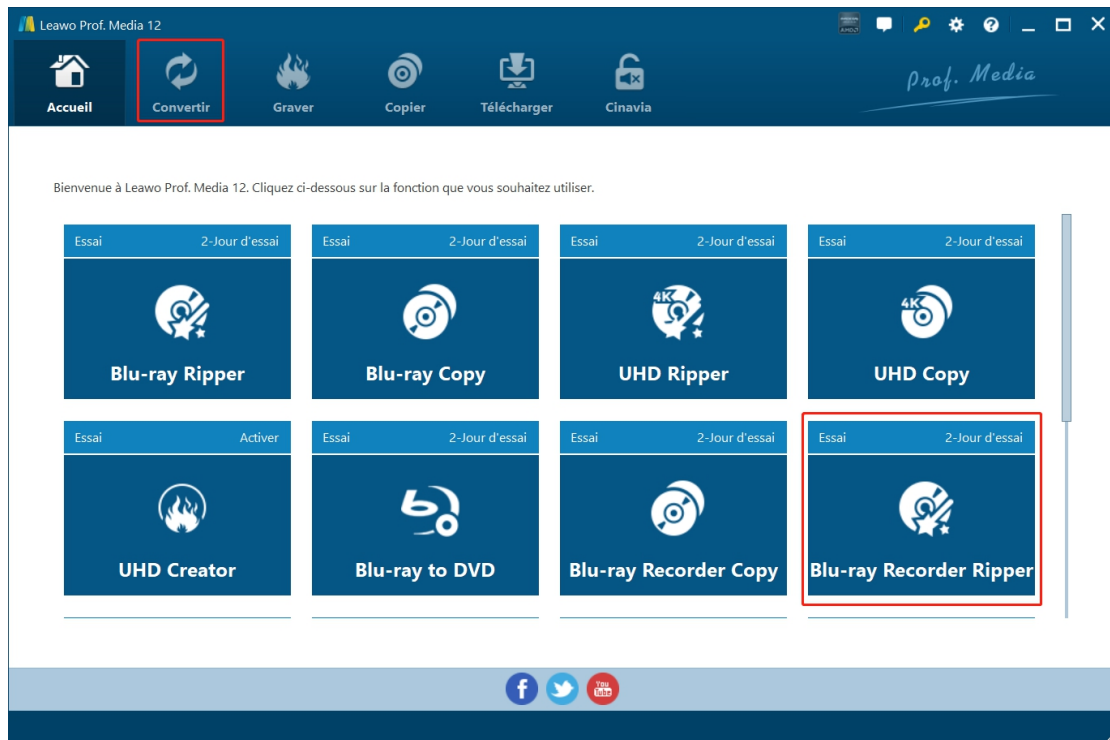 Leawo Prof. Media 12
Accueil
Convertir
Graver
Copier
Télécharger
Cinavia
Prof. Media
Bienvenue à Leawo Prof. Media 12. Cliquez ci-dessous sur la fonction que vous souhaitez utiliser.
Essai 2-Jour d'essai
Blu-ray Ripper
Essai 2-Jour d'essai
Blu-ray Copy
Essai 2-Jour d'essai
4K
UHD Ripper
Essai 2-Jour d'essai
4K
UHD Copy
Essai Activer
UHD Creator
Essai 2-Jour d'essai
Blu-ray to DVD
Essai 2-Jour d'essai
Blu-ray Recorder Copy
Essai 2-Jour d'essai
Blu-ray Recorder Ripper
You
Tube